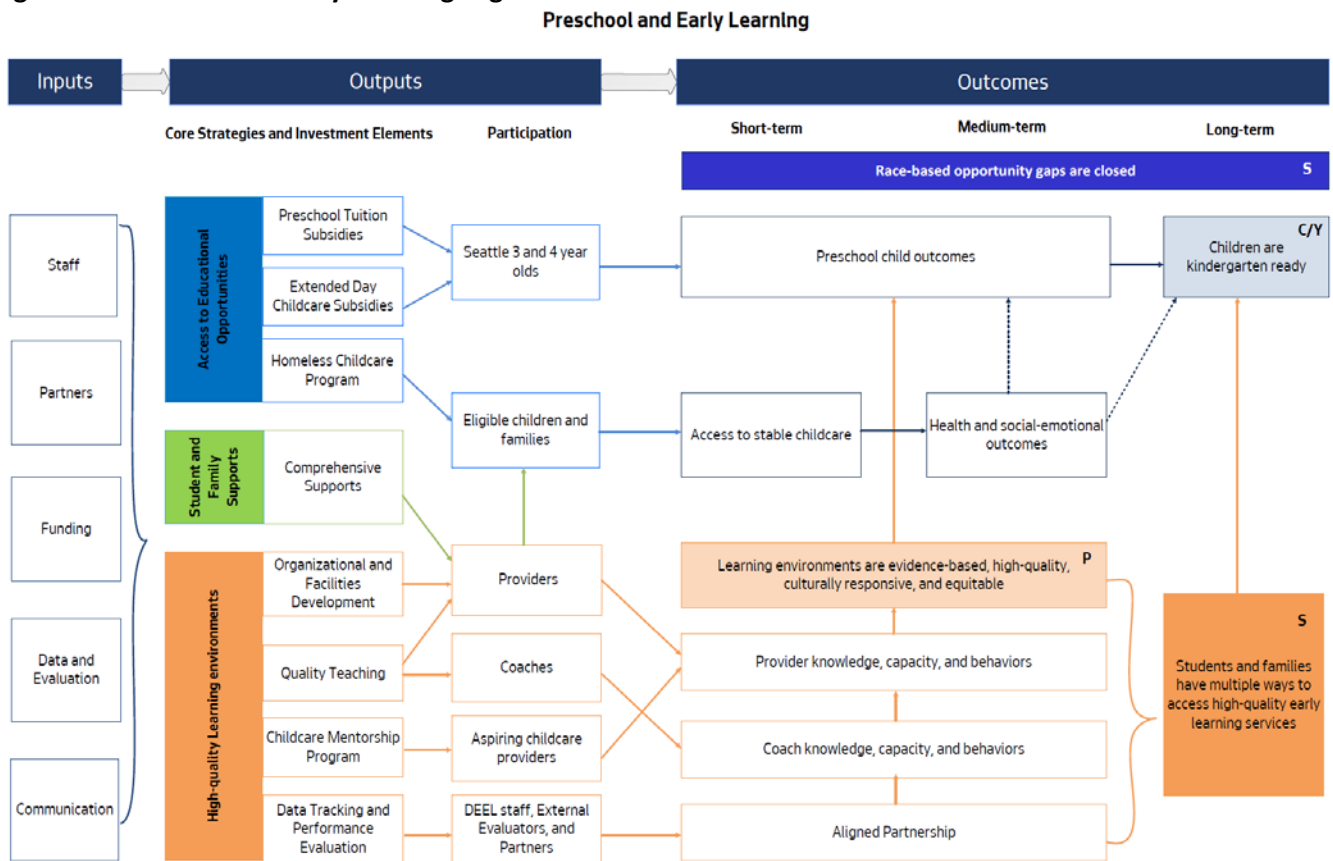 Preschool and Early Learning
Inputs
Outputs
Outcomes
Core Strategies and Investment Elements
Participation
Short-term
Medium-term
Long-term
Race-based opportunity gaps are closed
S
Staff
Partners
Funding
Data and
Evaluation
Communication
Access to Educational
Opportunities
Preschool Tuition
Subsidies
Extended Day
Childcare Subsidies
Homeless Childcare
Program
Student and
Family
Supports
Comprehensive
Supports
High-quality Learning environments
Organizational and
Facilities
Development
Quality Teaching
Childcare Mentorship
Program
Data Tracking and
Performance
Evaluation
Seattle 3 and 4 year
olds
Eligible children and
families
Providers
Coaches
Aspiring childcare
providers
DEEL staff, External
Evaluators, and
Partners
Preschool child outcomes
Access to stable childcare
Health and social-emotional
outcomes
Learning environments are evidence-based, high-quality,
culturally responsive, and equitable
P
Provider knowledge, capacity, and behaviors
Coach knowledge, capacity, and behaviors
Aligned Partnership
C/Y
Children are
kindergarten ready
S
Students and families
have multiple ways to
access high-quality early
learning services